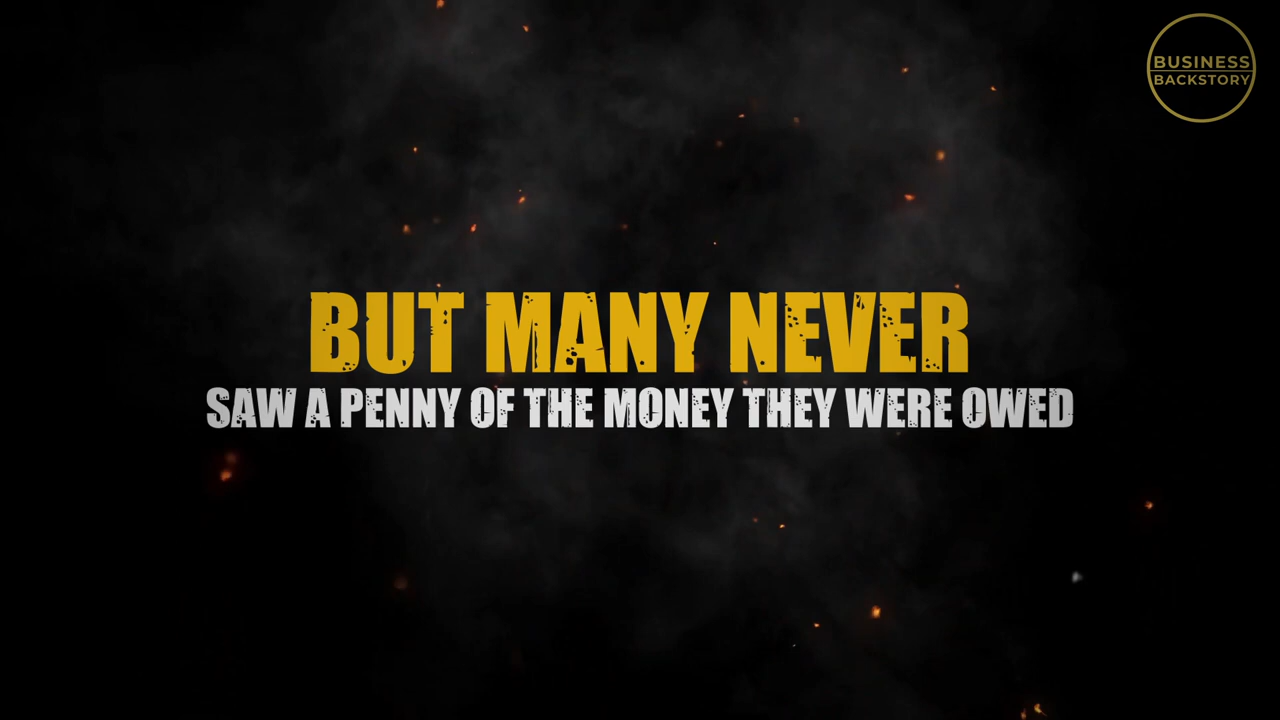 BUSINESS
BACKSTORY
BUT MANY NEVER
SAW A PENNY OF THE MONEY THEY WERE OWED